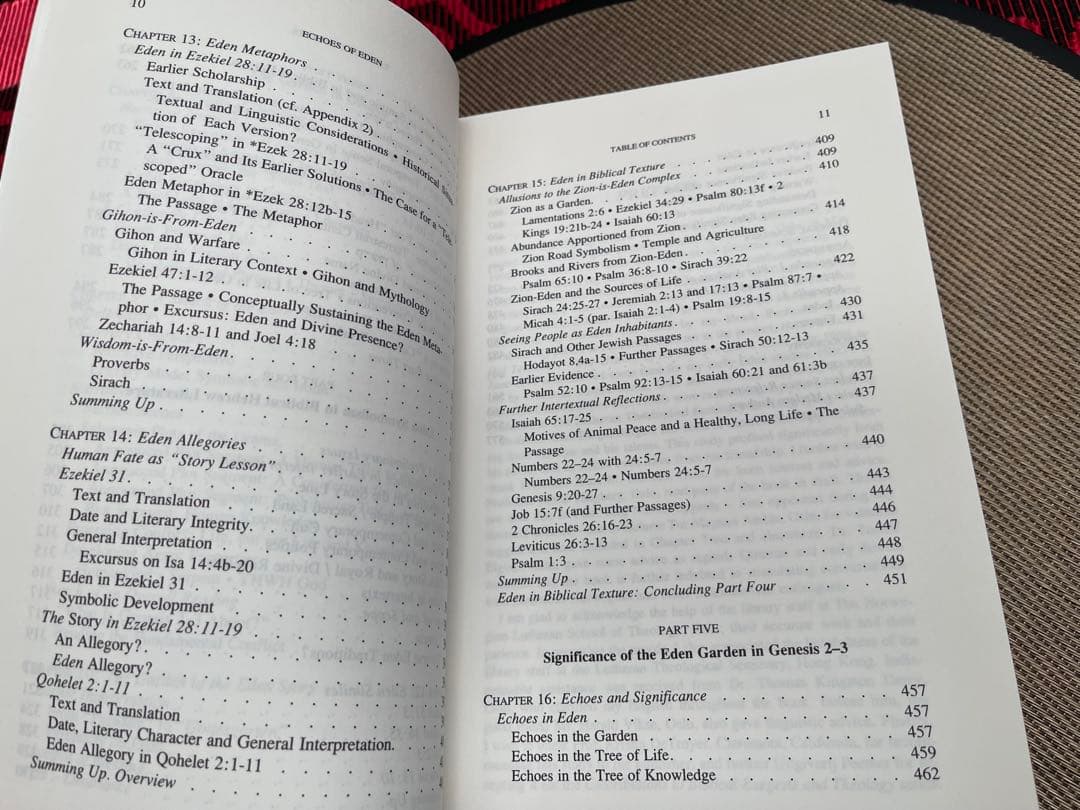 10
ECHOES OF EDEN
CHAPTER 13: Eden Metaphors
Eden in Ezekiel 28:11-19
Earlier Scholarship
Text and Translation (cf. Appendix 2)
Textual and Linguistic Considerations • Historical
tion of Each Version?
“Telescoping” in *Ezek 28:11-19
A “Crux” and Its Earlier Solutions • The Case for a “Tele-
scoped” Oracle
Eden Metaphor in *Ezek 28:12b-15
The Passage • The Metaphor
Gihon-is-From-Eden
Gihon and Warfare
Gihon in Literary Context • Gihon and Mythology
Ezekiel 47:1-12
The Passage • Conceptually Sustaining the Eden Meta-
phor • Excursus: Eden and Divine Presence?
Zechariah 14:8-11 and Joel 4:18
Wisdom-is-From-Eden
Proverbs
Sirach
Summing Up
CHAPTER 14: Eden Allegories
Human Fate as “Story Lesson”
Ezekiel 31
Text and Translation
Date and Literary Integrity
General Interpretation
Excursus on Isa 14:4b-20
Eden in Ezekiel 31
Symbolic Development
The Story in Ezekiel 28:11-19
An Allegory?
Eden Allegory?
Qohelet 2:1-11
Text and Translation
Date, Literary Character and General Interpretation
Eden Allegory in Qohelet 2:1-11
Summing Up. Overview
11
TABLE OF CONTENTS
CHAPTER 15: Eden in Biblical Texture 409
Allusions to the Zion-is-Eden Complex 409
Zion as a Garden 410
Lamentations 2:6 • Ezekiel 34:29 • Psalm 80:13f • 2
Kings 19:21b-24 • Isaiah 60:13
Abundance Apportioned from Zion 414
Zion Road Symbolism • Temple and Agriculture
Brooks and Rivers from Zion-Eden 418
Psalm 65:10 • Psalm 36:8-10 • Sirach 39:22
Zion-Eden and the Sources of Life 422
Sirach 24:25-27 • Jeremiah 2:13 and 17:13 • Psalm 87:7 •
Micah 4:1-5 (par. Isaiah 2:1-4) • Psalm 19:8-15
Seeing People as Eden Inhabitants 430
Sirach and Other Jewish Passages 431
Hodayot 8,4a-15 • Further Passages • Sirach 50:12-13
Earlier Evidence 435
Psalm 52:10 • Psalm 92:13-15 • Isaiah 60:21 and 61:3b
Further Intertextual Reflections 437
Isaiah 65:17-25 437
Motives of Animal Peace and a Healthy, Long Life • The
Passage
Numbers 22–24 with 24:5-7 440
Numbers 22–24 • Numbers 24:5-7
Genesis 9:20-27 443
Job 15:7f (and Further Passages) 444
2 Chronicles 26:16-23 446
Leviticus 26:3-13 447
Psalm 1:3 448
Summing Up 449
Eden in Biblical Texture: Concluding Part Four 451
PART FIVE
Significance of the Eden Garden in Genesis 2–3
CHAPTER 16: Echoes and Significance 457
Echoes in Eden 457
Echoes in the Garden 457
Echoes in the Tree of Life 459
Echoes in the Tree of Knowledge 462